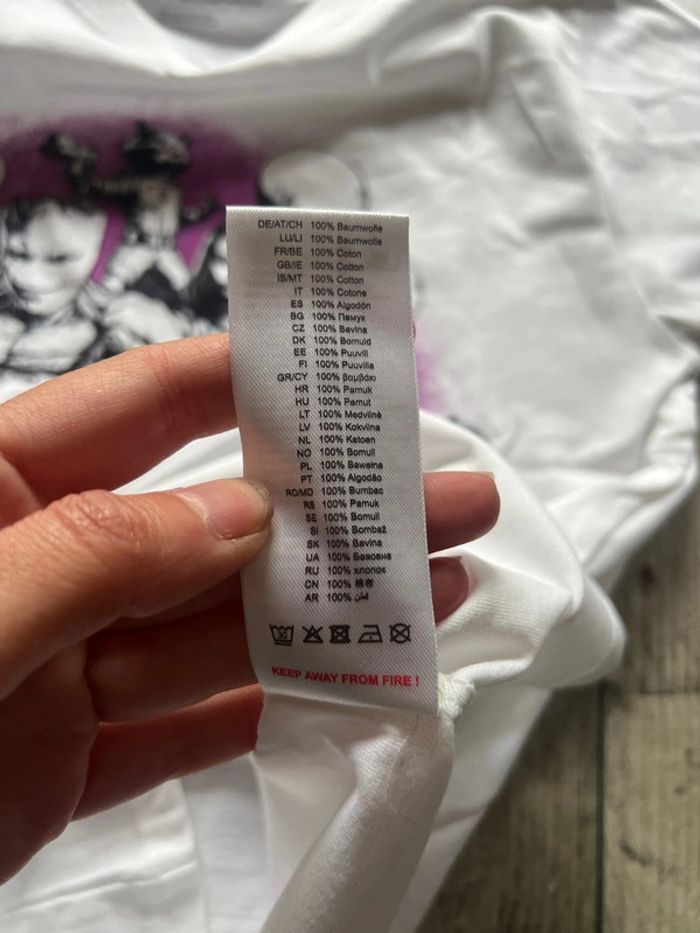 DE/AT/CH 100% Baumwolle
LU/LI 100% Baumwolle
FR/BE 100% Coton
GB/IE 100% Cotton
IS/MT 100% Cotton
IT 100% Cotone
ES 100% Algodón
BG 100% Памук
CZ 100% Bavlna
DK 100% Bomuld
EE 100% Puuvill
FI 100% Puuvilla
GR/CY 100% βαμβάκι
HR 100% Pamuk
HU 100% Pamut
LT 100% Medvilnė
LV 100% Kokvilna
NL 100% Katoen
NO 100% Bomull
PL 100% Bawełna
PT 100% Algodão
RO/MD 100% Bumbac
RS 100% Pamuk
SE 100% Bomull
SI 100% Bombaž
SK 100% Bavlna
UA 100% Бавовна
RU 100% хлопок
CN 100% 棉布
AR 100% قطن
30
KEEP AWAY FROM FIRE !